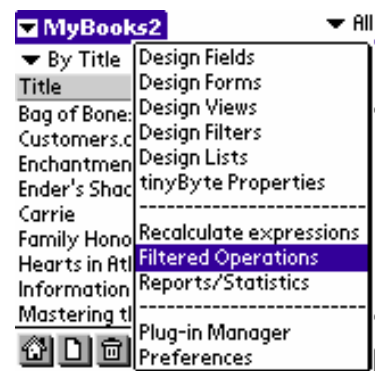 MyBooks2
All
By Title
Title
Bag of Bone:
Customers.c
Enchantmen
Ender's Shac
Carrie
Family Hono
Hearts in Atl
Information
Mastering tl
Design Fields
Design Forms
Design Views
Design Filters
Design Lists
tinyByte Properties
Recalculate expressions
Filtered Operations
Reports/Statistics
Plug-in Manager
Preferences